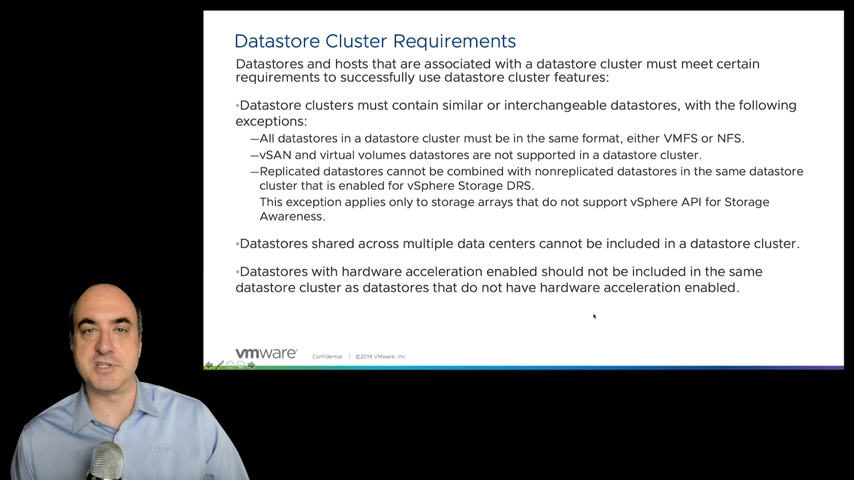 Datastore Cluster Requirements
Datastores and hosts that are associated with a datastore cluster must meet certain
requirements to successfully use datastore cluster features:
•Datastore clusters must contain similar or interchangeable datastores, with the following
exceptions:
—All datastores in a datastore cluster must be in the same format, either VMFS or NFS.
—vSAN and virtual volumes datastores are not supported in a datastore cluster.
—Replicated datastores cannot be combined with nonreplicated datastores in the same datastore
cluster that is enabled for vSphere Storage DRS.
This exception applies only to storage arrays that do not support vSphere API for Storage
Awareness.
•Datastores shared across multiple data centers cannot be included in a datastore cluster.
•Datastores with hardware acceleration enabled should not be included in the same
datastore cluster as datastores that do not have hardware acceleration enabled.
vmware® Confidential | ©2019 VMware, Inc.